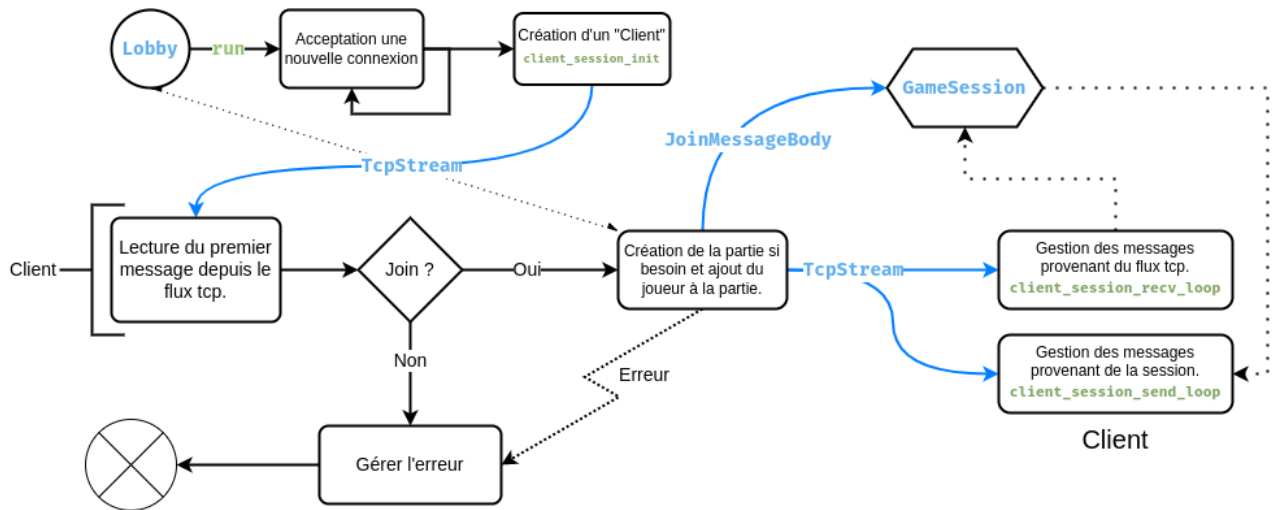 Lobby
run
Acceptation une
nouvelle connexion
Création d'un "Client"
client_session_init
GameSession
JoinMessageBody
TcpStream
Client
Lecture du premier
message depuis le
flux tcp.
Join ?
Oui
Création de la partie si
besoin et ajout du
joueur à la partie.
TcpStream
Gestion des messages
provenant du flux tcp.
client_session_recv_loop
Gestion des messages
provenant de la session.
client_session_send_loop
Client
Non
Erreur
Gérer l'erreur